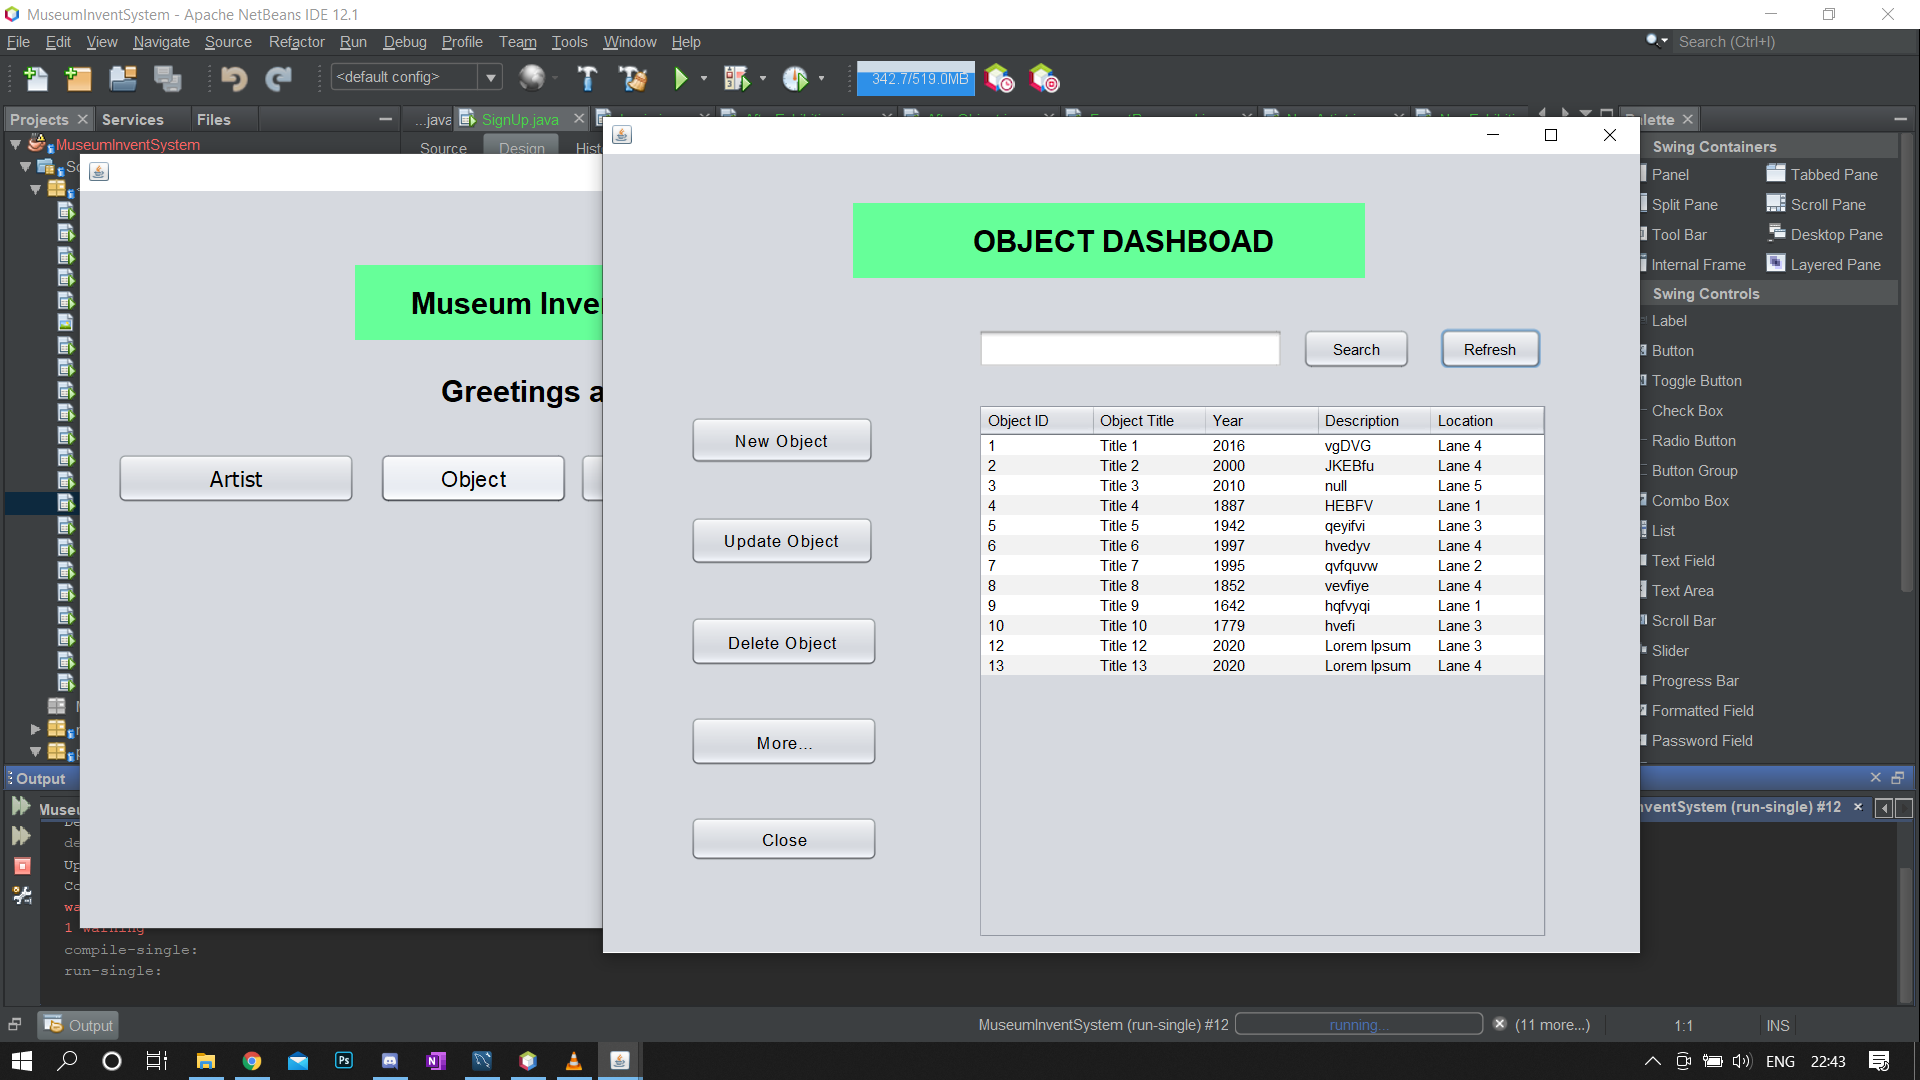 MuseumInventSystem - Apache NetBeans IDE 12.1
File Edit View Navigate Source Refactor Run Debug Profile Team Tools Window Help
Search (Ctrl+I)
<default config>
342.7/519.0MB
Projects Services Files
...java SignUp.java
Palette
Source Design
MuseumInventSystem
Swing Containers
Panel Tabbed Pane
Split Pane Scroll Pane
Tool Bar Desktop Pane
Internal Frame Layered Pane
Swing Controls
Label
Button
Toggle Button
Check Box
Radio Button
Button Group
Combo Box
List
Text Field
Text Area
Scroll Bar
Slider
Progress Bar
Formatted Field
Password Field
Museum Inve
Greetings a
Artist
Object
OBJECT DASHBOAD
Search
Refresh
New Object
Update Object
Delete Object
More...
Close
Object ID Object Title Year Description Location
1 Title 1 2016 vgDVG Lane 4
2 Title 2 2000 JKEBfu Lane 4
3 Title 3 2010 null Lane 5
4 Title 4 1887 HEBFV Lane 1
5 Title 5 1942 qeyifvi Lane 3
6 Title 6 1997 hvedyv Lane 4
7 Title 7 1995 qvfquvw Lane 2
8 Title 8 1852 vevfiye Lane 4
9 Title 9 1642 hqfvyqi Lane 1
10 Title 10 1779 hvefi Lane 3
12 Title 12 2020 Lorem Ipsum Lane 3
13 Title 13 2020 Lorem Ipsum Lane 4
Output
Museu
nventSystem (run-single) #12
de
Up
Co
wa
1 warning
compile-single:
run-single:
Output
MuseumInventSystem (run-single) #12
running...
(11 more...)
1:1
INS
ENG
22:43